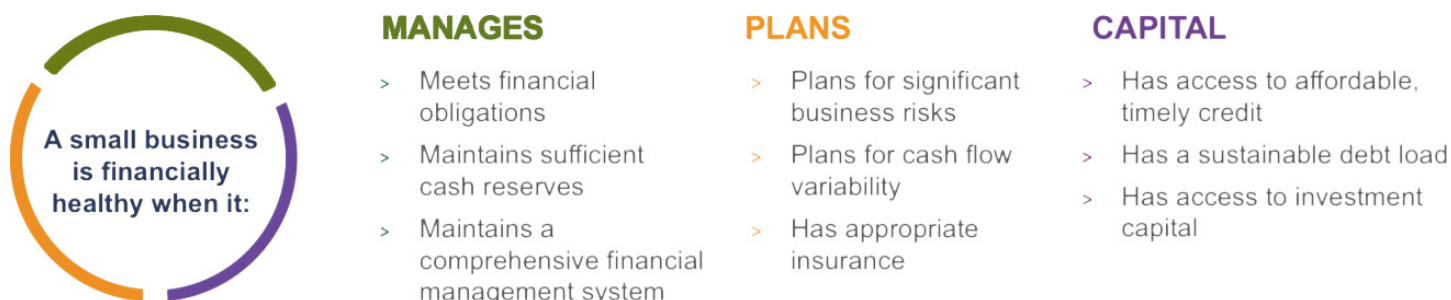 A small business
is financially
healthy when it:
MANAGES
> Meets financial
obligations
> Maintains sufficient
cash reserves
> Maintains a
comprehensive financial
management system
PLANS
> Plans for significant
business risks
> Plans for cash flow
variability
> Has appropriate
insurance
CAPITAL
> Has access to affordable,
timely credit
> Has a sustainable debt load
> Has access to investment
capital